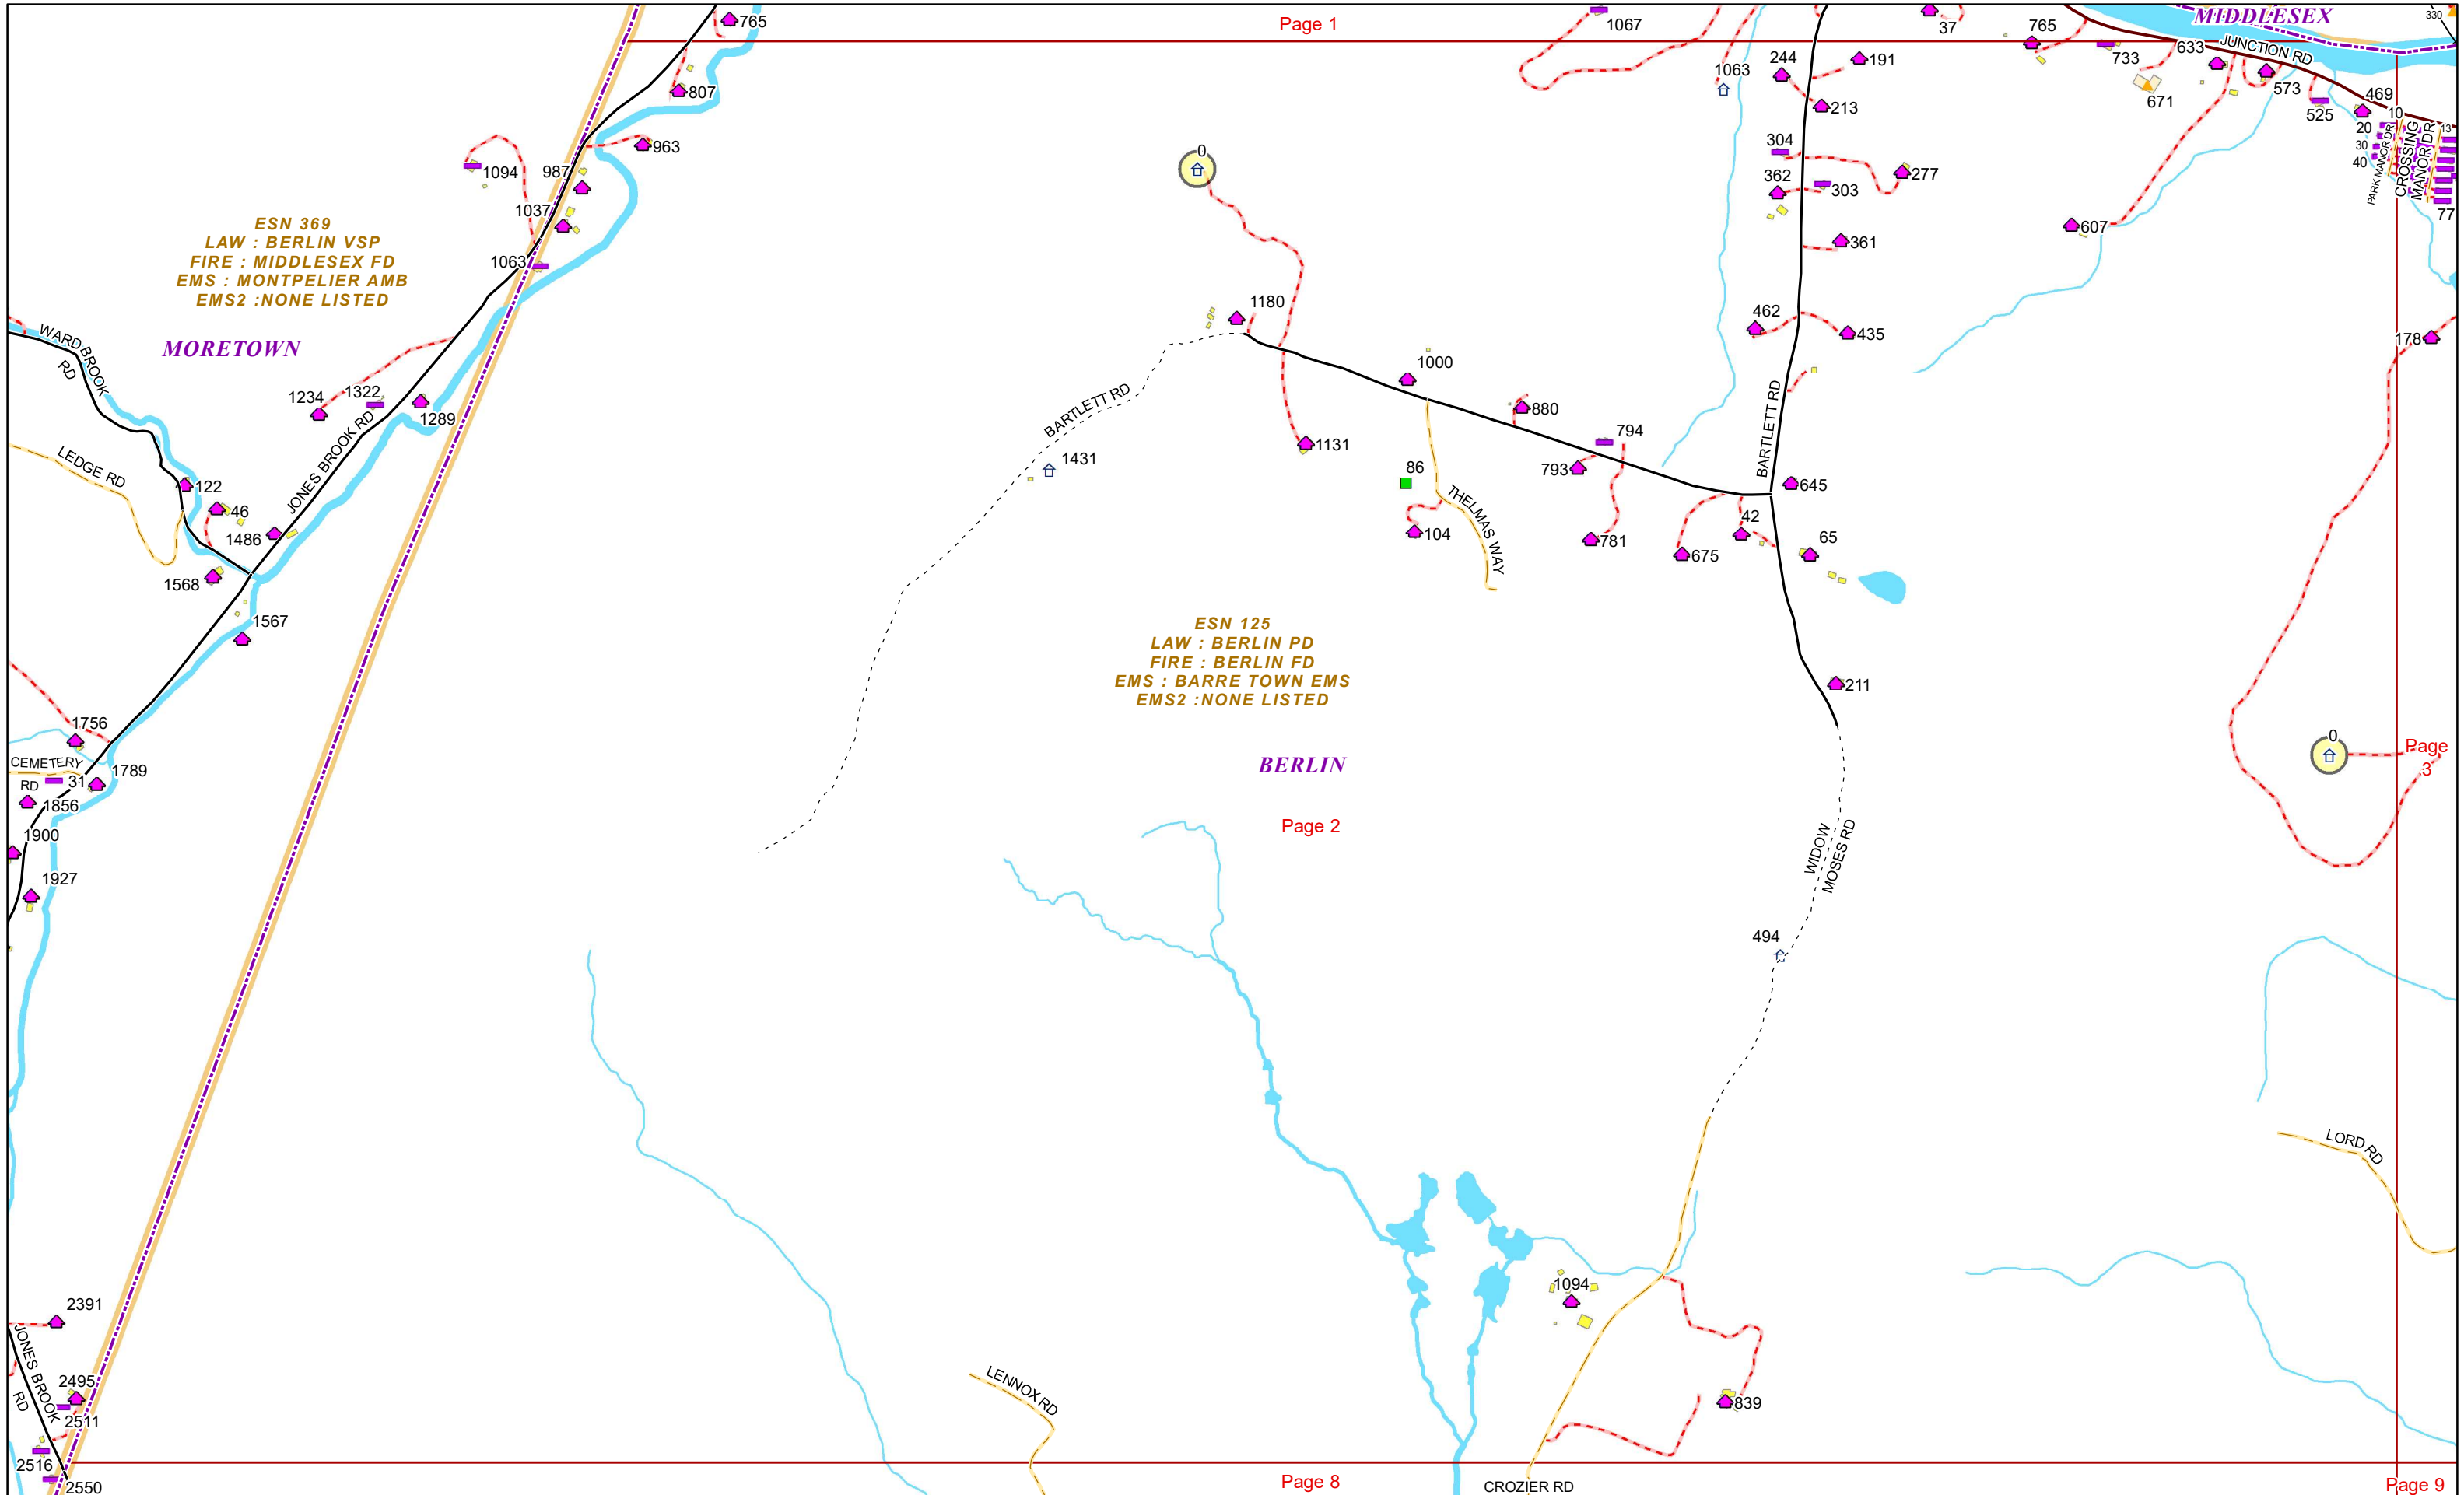 Page 1
MIDDLESEX
330
765
1067
37
765
733
633
JUNCTION RD
807
1063
244
191
671
573
213
525
469
10
20
30
40
13
PARK MANOR DR
CROSSING
MANOR DR
77
963
1094
987
0
304
277
362
303
1037
607
361
1063
ESN 369
LAW : BERLIN VSP
FIRE : MIDDLESEX FD
EMS : MONTPELIER AMB
EMS2 :NONE LISTED
MORETOWN
WARD BROOK
RD
1180
462
435
178
1000
1234
1322
1289
BARTLETT RD
880
BARTLETT RD
794
1131
793
JONES BROOK RD
LEDGE RD
1431
86
645
122
46
THELMAS WAY
1486
104
42
781
675
65
1568
1567
ESN 125
LAW : BERLIN PD
FIRE : BERLIN FD
EMS : BARRE TOWN EMS
EMS2 :NONE LISTED
211
1756
0
Page
3
CEMETERY
RD
31
1789
BERLIN
1856
1900
Page 2
WIDOW
MOSES RD
1927
494
LORD RD
1094
2391
JONES BROOK
RD
2495
2511
LENNOX RD
839
2516
2550
Page 8
CROZIER RD
Page 9